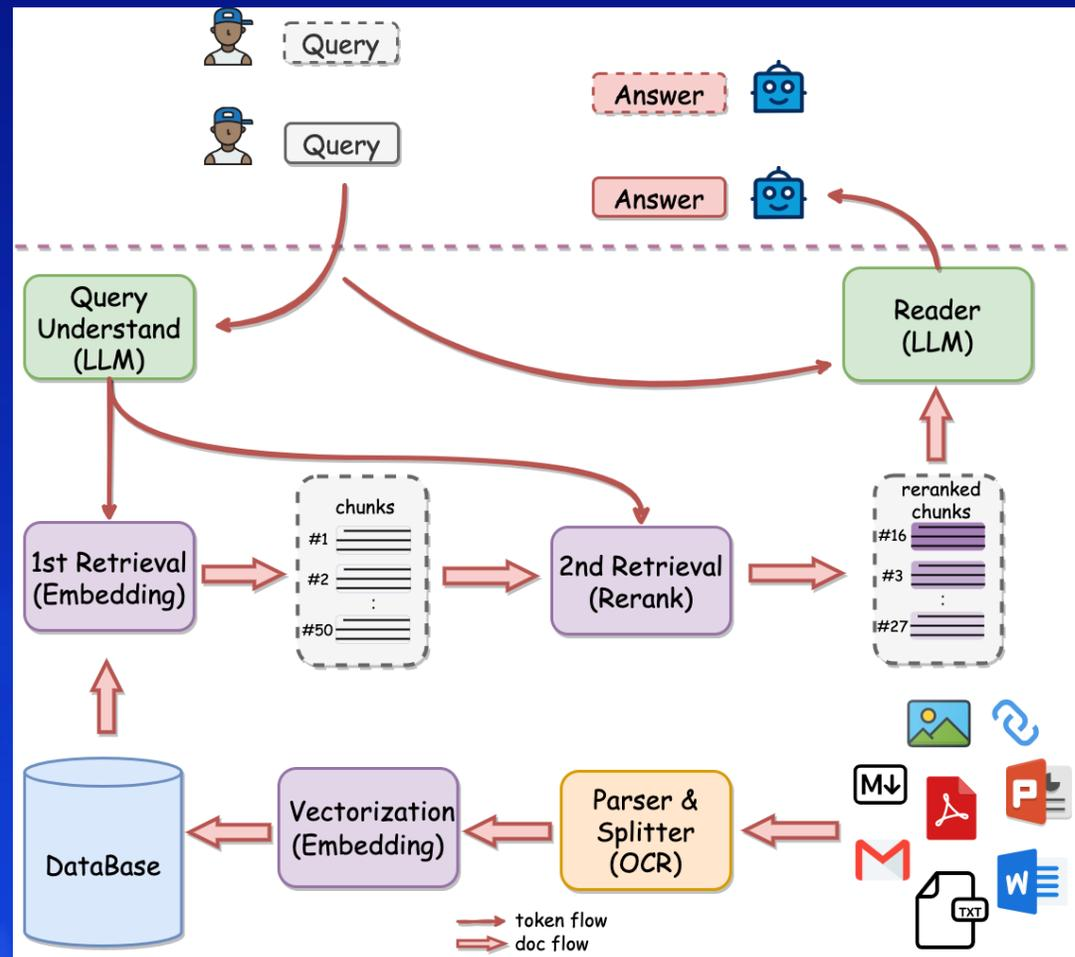 Query
Answer
Query
Answer
Query
Understand
(LLM)
Reader
(LLM)
1st Retrieval
(Embedding)
chunks
#1
#2
:
#50
2nd Retrieval
(Rerank)
reranked
chunks
#16
#3
:
#27
DataBase
Vectorization
(Embedding)
Parser &
Splitter
(OCR)
M↓
P
W
TXT
token flow
doc flow